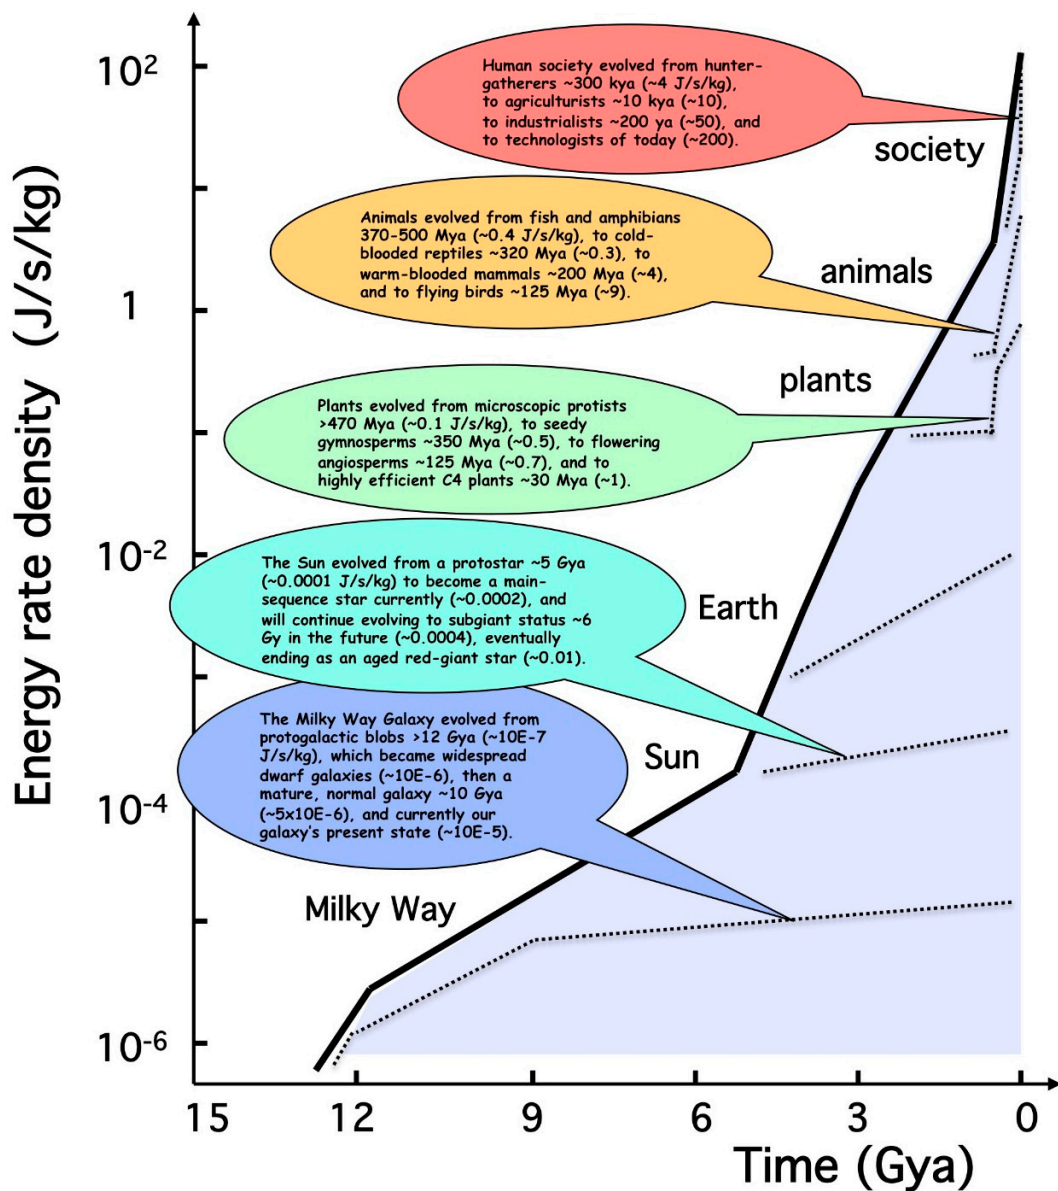 Energy rate density (J/s/kg)
10²
1
10⁻²
10⁻⁴
10⁻⁶
Human society evolved from hunter-
gatherers ~300 kya (~4 J/s/kg),
to agriculturists ~10 kya (~10),
to industrialists ~200 ya (~50), and
to technologists of today (~200).
society
Animals evolved from fish and amphibians
370-500 Mya (~0.4 J/s/kg), to cold-
blooded reptiles ~320 Mya (~0.3), to
warm-blooded mammals ~200 Mya (~4),
and to flying birds ~125 Mya (~9).
animals
plants
Plants evolved from microscopic protists
>470 Mya (~0.1 J/s/kg), to seedy
gymnosperms ~350 Mya (~0.5), to flowering
angiosperms ~125 Mya (~0.7), and to
highly efficient C4 plants ~30 Mya (~1).
The Sun evolved from a protostar ~5 Gya
(~0.0001 J/s/kg) to become a main-
sequence star currently (~0.0002), and
will continue evolving to subgiant status ~6
Gy in the future (~0.0004), eventually
ending as an aged red-giant star (~0.01).
Earth
The Milky Way Galaxy evolved from
protogalactic blobs >12 Gya (~10E-7
J/s/kg), which became widespread
dwarf galaxies (~10E-6), then a
mature, normal galaxy ~10 Gya
(~5x10E-6), and currently our
galaxy's present state (~10E-5).
Sun
Milky Way
15 12 9 6 3 0
Time (Gya)